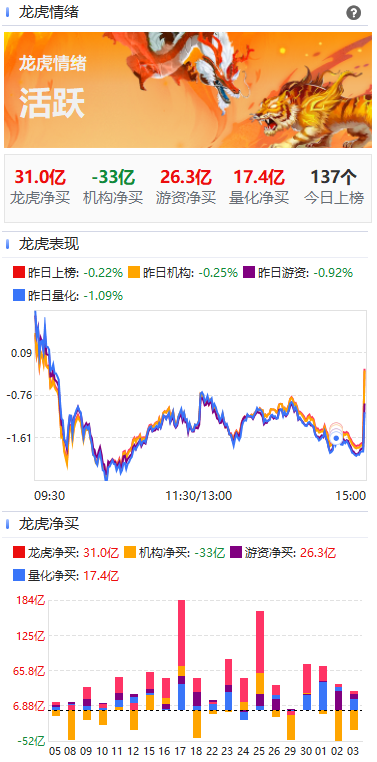 龙虎情绪
龙虎情绪
活跃
31.0亿 -33亿 26.3亿 17.4亿 137个
龙虎净买 机构净买 游资净买 量化净买 今日上榜
龙虎表现
昨日上榜: -0.22% 昨日机构: -0.25% 昨日游资: -0.92%
昨日量化: -1.09%
0.09
-0.76
-1.61
09:30 11:30/13:00 15:00
龙虎净买
龙虎净买: 31.0亿 机构净买: -33亿 游资净买: 26.3亿
量化净买: 17.4亿
184亿
125亿
65.8亿
6.88亿
-52亿
05 08 09 10 11 12 15 16 17 18 22 23 24 25 26 29 30 01 02 03